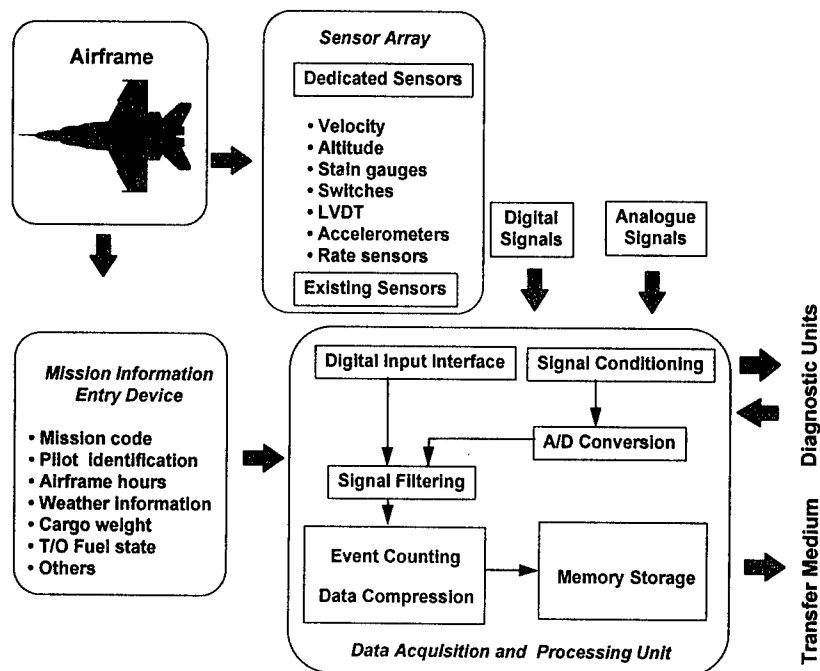 Airframe
Sensor Array
Dedicated Sensors
• Velocity
• Altitude
• Stain gauges
• Switches
• LVDT
• Accelerometers
• Rate sensors
Existing Sensors
Digital
Signals
Analogue
Signals
Mission Information
Entry Device
• Mission code
• Pilot identification
• Airframe hours
• Weather information
• Cargo weight
• T/O Fuel state
• Others
Digital Input Interface
Signal Conditioning
A/D Conversion
Signal Filtering
Event Counting
Data Compression
Memory Storage
Data Acquisition and Processing Unit
Diagnostic Units
Transfer Medium